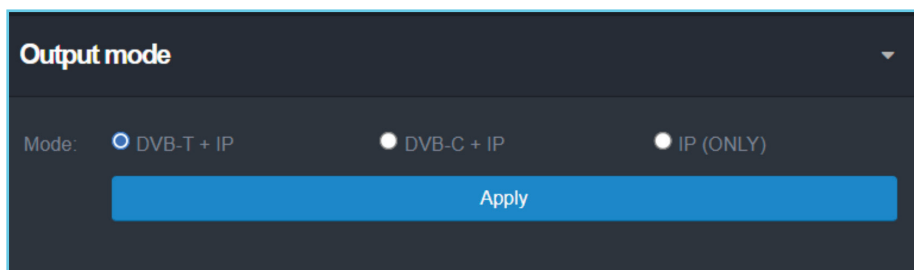 Output mode
Mode: DVB-T + IP DVB-C + IP IP (ONLY)
Apply